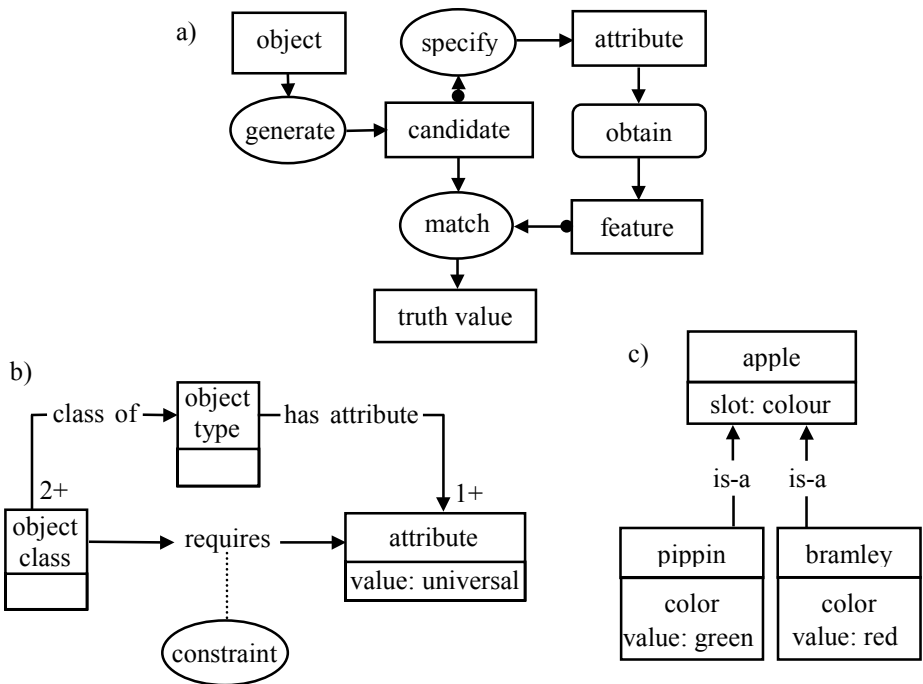 a)
object
specify
attribute
generate
candidate
obtain
match
feature
truth value
b)
class of
object
type
has attribute
2+
1+
object
class
requires
attribute
value: universal
constraint
c)
apple
slot: colour
is-a
is-a
pippin
bramley
color
value: green
color
value: red